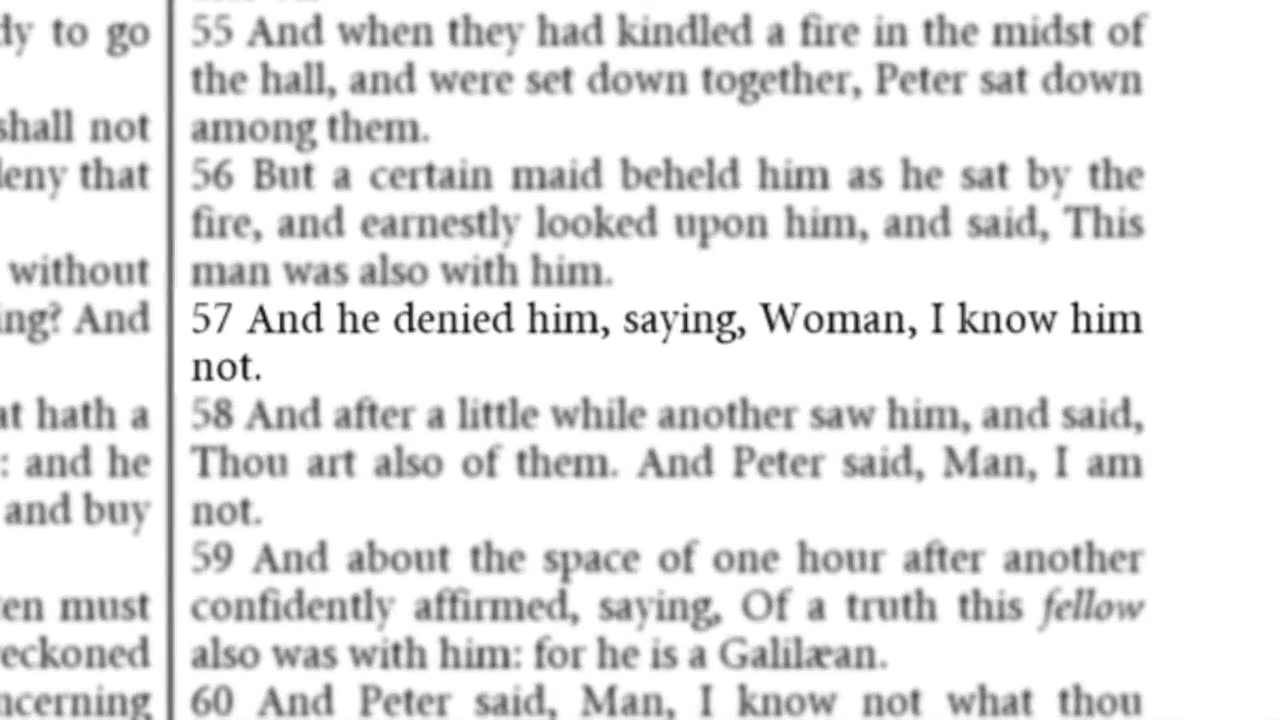 dy to go
shall not
deny that
without
ing? And
at hath a
: and he
and buy
en must
eckoned
ncerning
55 And when they had kindled a fire in the midst of
the hall, and were set down together, Peter sat down
among them.
56 But a certain maid beheld him as he sat by the
fire, and earnestly looked upon him, and said, This
man was also with him.
57 And he denied him, saying, Woman, I know him
not.
58 And after a little while another saw him, and said,
Thou art also of them. And Peter said, Man, I am
not.
59 And about the space of one hour after another
confidently affirmed, saying, Of a truth this fellow
also was with him: for he is a Galilæan.
60 And Peter said, Man, I know not what thou